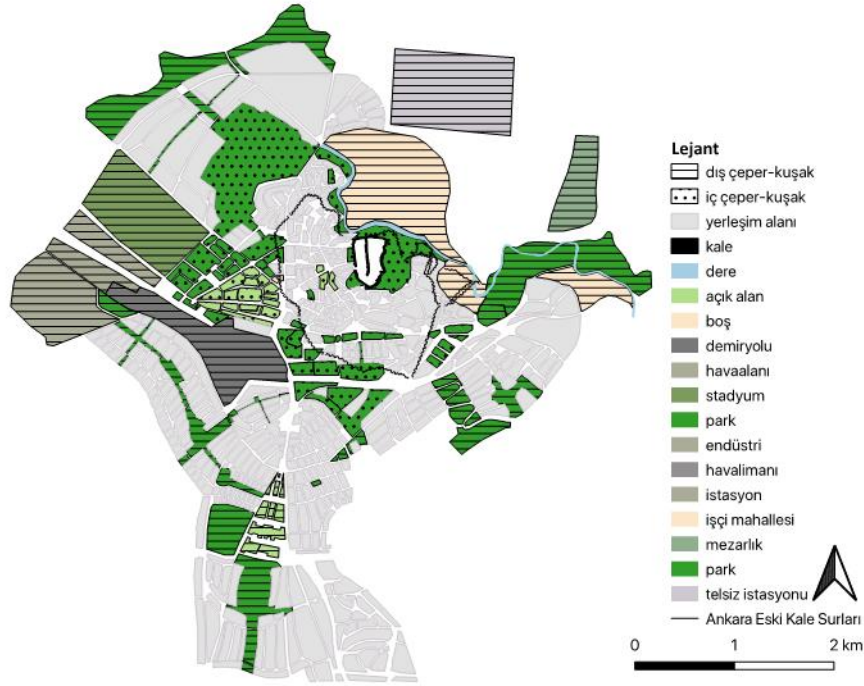 Lejant
dış çeper-kuşak
iç çeper-kuşak
yerleşim alanı
kale
dere
açık alan
boş
demiryolu
havaalanı
stadyum
park
endüstri
havalimanı
istasyon
işçi mahallesi
mezarlık
park
telsiz istasyonu
Ankara Eski Kale Surları
0 1 2 km